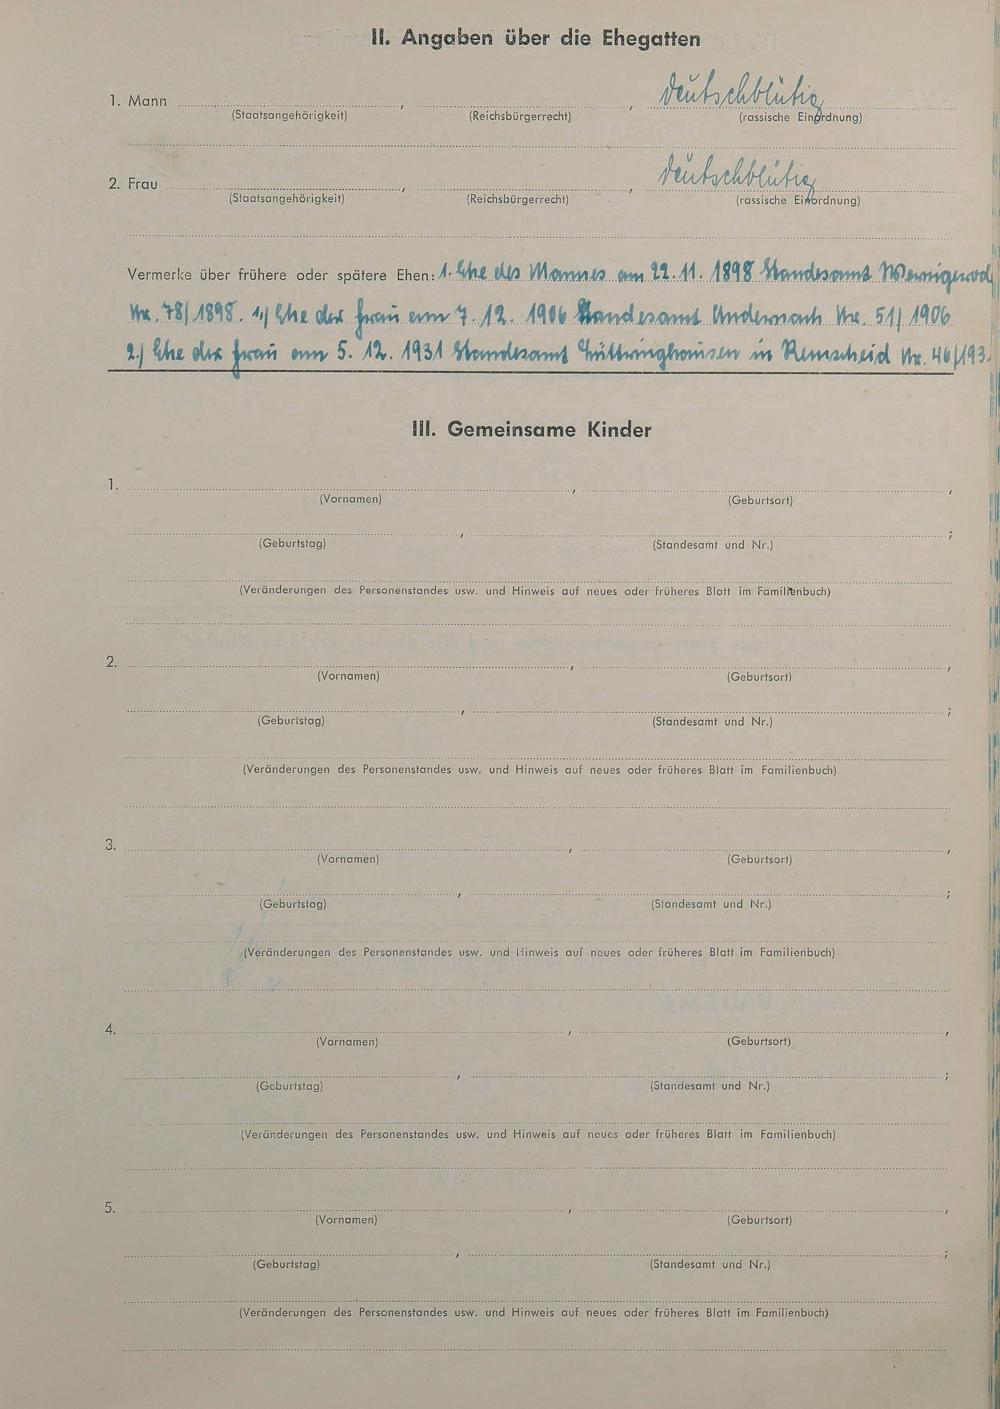 II. Angaben über die Ehegatten
1. Mann , , deutschblütig
(Staatsangehörigkeit) (Reichsbürgerrecht) (rassische Einordnung)
2. Frau , , deutschblütig
(Staatsangehörigkeit) (Reichsbürgerrecht) (rassische Einordnung)
Vermerke über frühere oder spätere Ehen: 1. Ehe des Mannes am 22.11.1898 Standesamt Wernigerod
Nr. 78/1898. 1.) Ehe der Frau am 7.12.1906 Standesamt Andernach Nr. 51/1906
2.) Ehe der Frau am 5.12.1931 Standesamt Lüttringhausen in Remscheid Nr. 46/193
III. Gemeinsame Kinder
1. , ,
(Vornamen) (Geburtsort)
, ;
(Geburtstag) (Standesamt und Nr.)
(Veränderungen des Personenstandes usw. und Hinweis auf neues oder früheres Blatt im Familienbuch)
2. , ,
(Vornamen) (Geburtsort)
, ;
(Geburtstag) (Standesamt und Nr.)
(Veränderungen des Personenstandes usw. und Hinweis auf neues oder früheres Blatt im Familienbuch)
3. , ,
(Vornamen) (Geburtsort)
, ;
(Geburtstag) (Standesamt und Nr.)
(Veränderungen des Personenstandes usw. und Hinweis auf neues oder früheres Blatt im Familienbuch)
4. , ,
(Vornamen) (Geburtsort)
, ;
(Geburtstag) (Standesamt und Nr.)
(Veränderungen des Personenstandes usw. und Hinweis auf neues oder früheres Blatt im Familienbuch)
5. , ,
(Vornamen) (Geburtsort)
, ;
(Geburtstag) (Standesamt und Nr.)
(Veränderungen des Personenstandes usw. und Hinweis auf neues oder früheres Blatt im Familienbuch)